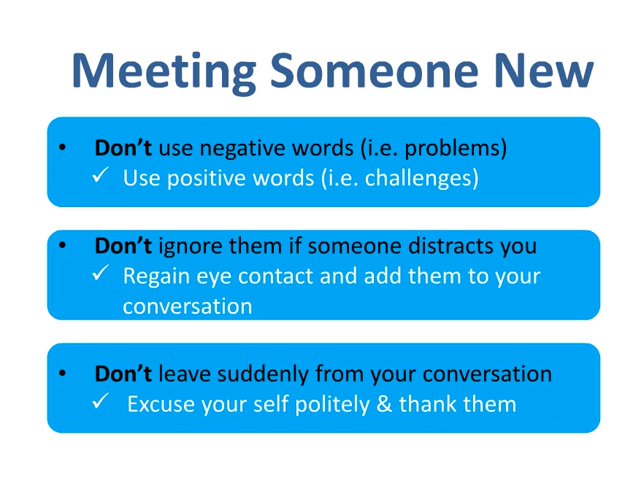 Meeting Someone New
• Don't use negative words (i.e. problems)
✓ Use positive words (i.e. challenges)
• Don't ignore them if someone distracts you
✓ Regain eye contact and add them to your
conversation
• Don't leave suddenly from your conversation
✓ Excuse your self politely & thank them